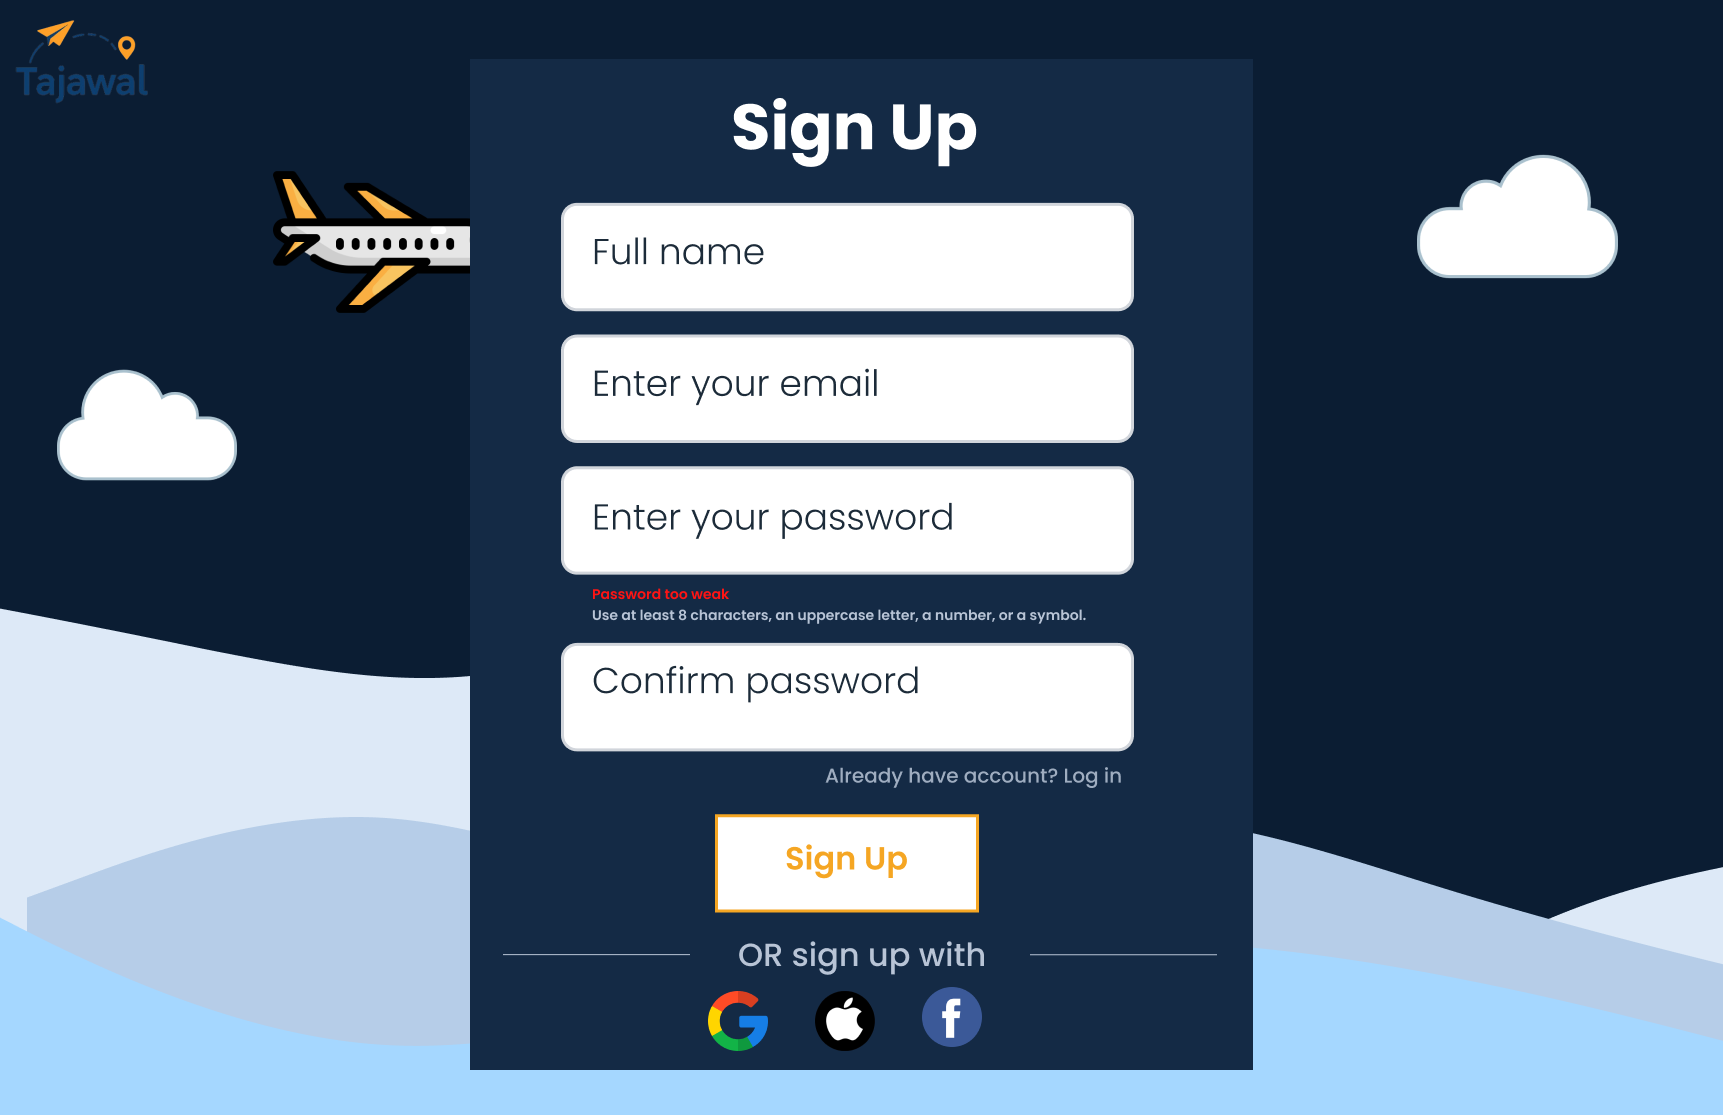 Tajawal
Sign Up
Full name
Enter your email
Enter your password
Password too weak
Use at least 8 characters, an uppercase letter, a number, or a symbol.
Confirm password
Already have account? Log in
Sign Up
OR sign up with